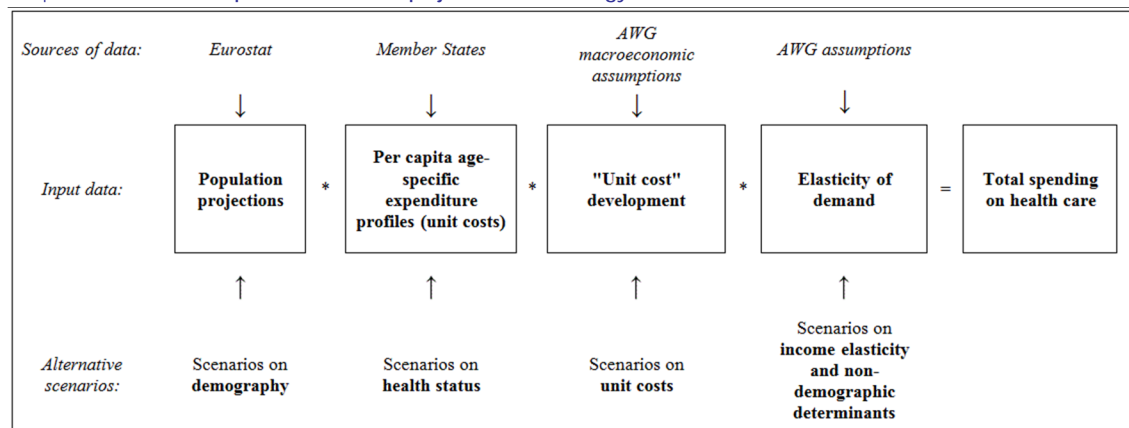 Sources of data:
Eurostat
Member States
AWG
macroeconomic
assumptions
AWG assumptions
↓ ↓ ↓ ↓
Input data:
Population
projections
*
Per capita age-
specific
expenditure
profiles (unit costs)
*
"Unit cost"
development
*
Elasticity of
demand
=
Total spending
on health care
↑ ↑ ↑ ↑
Alternative
scenarios:
Scenarios on
demography
Scenarios on
health status
Scenarios on
unit costs
Scenarios on
income elasticity
and non-
demographic
determinants